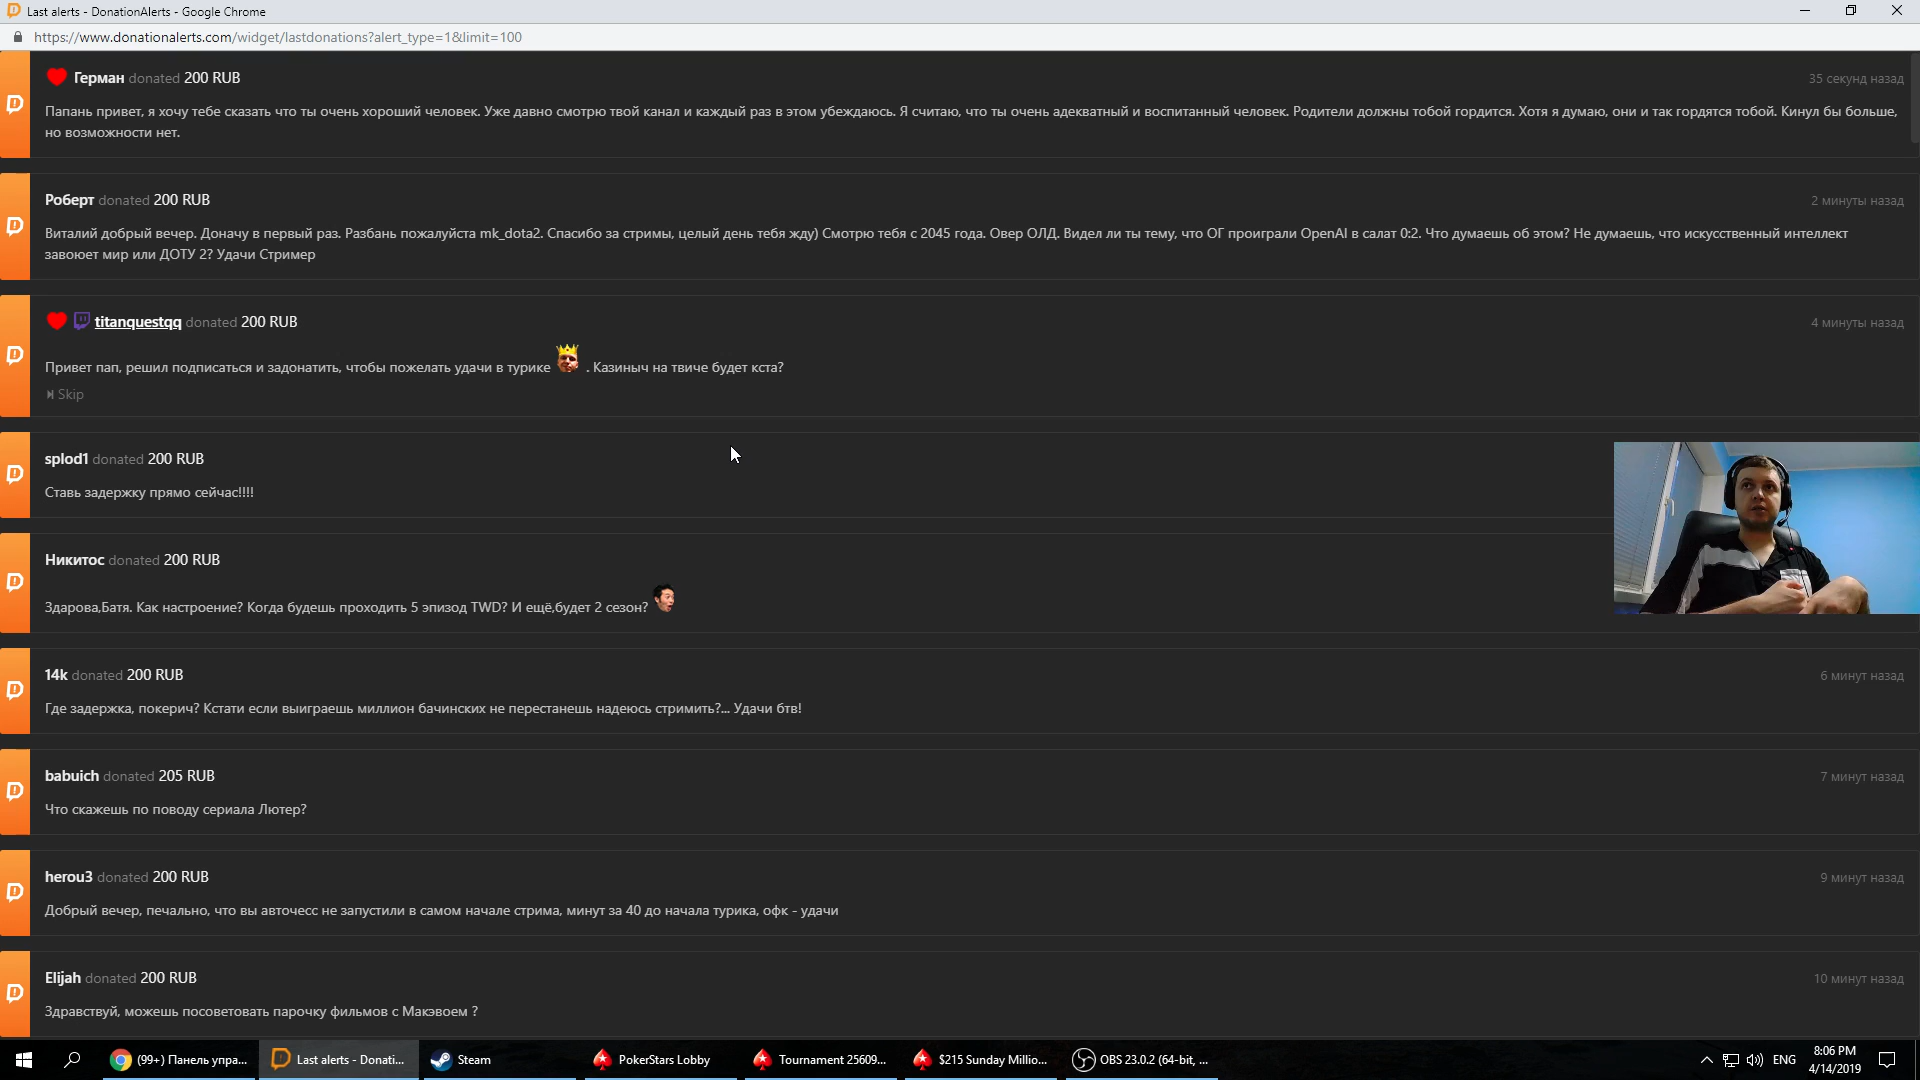 Last alerts - DonationAlerts - Google Chrome
https://www.donationalerts.com/widget/lastdonations?alert_type=1&limit=100
Герман donated 200 RUB
35 секунд назад
Папань привет, я хочу тебе сказать что ты очень хороший человек. Уже давно смотрю твой канал и каждый раз в этом убеждаюсь. Я считаю, что ты очень адекватный и воспитанный человек. Родители должны тобой гордится. Хотя я думаю, они и так гордятся тобой. Кинул бы больше,
но возможности нет.
Роберт donated 200 RUB
2 минуты назад
Виталий добрый вечер. Доначу в первый раз. Разбань пожалуйста mk_dota2. Спасибо за стримы, целый день тебя жду) Смотрю тебя с 2045 года. Овер ОЛД. Видел ли ты тему, что ОГ проиграли OpenAI в салат 0:2. Что думаешь об этом? Не думаешь, что искусственный интеллект
завоюет мир или ДОТУ 2? Удачи Стример
titanquestqq donated 200 RUB
4 минуты назад
Привет пап, решил подписаться и задонатить, чтобы пожелать удачи в турике . Казиныч на твиче будет кста?
Skip
splod1 donated 200 RUB
Ставь задержку прямо сейчас!!!!
Никитос donated 200 RUB
Здарова,Батя. Как настроение? Когда будешь проходить 5 эпизод TWD? И ещё,будет 2 сезон?
14k donated 200 RUB
6 минут назад
Где задержка, покерич? Кстати если выиграешь миллион бачинских не перестанешь надеюсь стримить?... Удачи бтв!
babuich donated 205 RUB
7 минут назад
Что скажешь по поводу сериала Лютер?
herou3 donated 200 RUB
9 минут назад
Добрый вечер, печально, что вы авточесс не запустили в самом начале стрима, минут за 40 до начала турика, офк - удачи
Elijah donated 200 RUB
10 минут назад
Здравствуй, можешь посоветовать парочку фильмов с Макэвоем ?
(99+) Панель упра...
Last alerts - Donati...
Steam
PokerStars Lobby
Tournament 25609...
$215 Sunday Millio...
OBS 23.0.2 (64-bit, ...
ENG
8:06 PM
4/14/2019